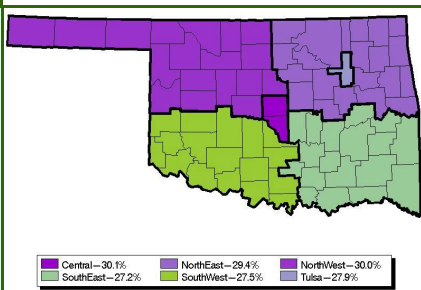 Central—30.1% NorthEast—29.4% NorthWest—30.0%
SouthEast—27.2% SouthWest—27.5% Tulsa—27.9%